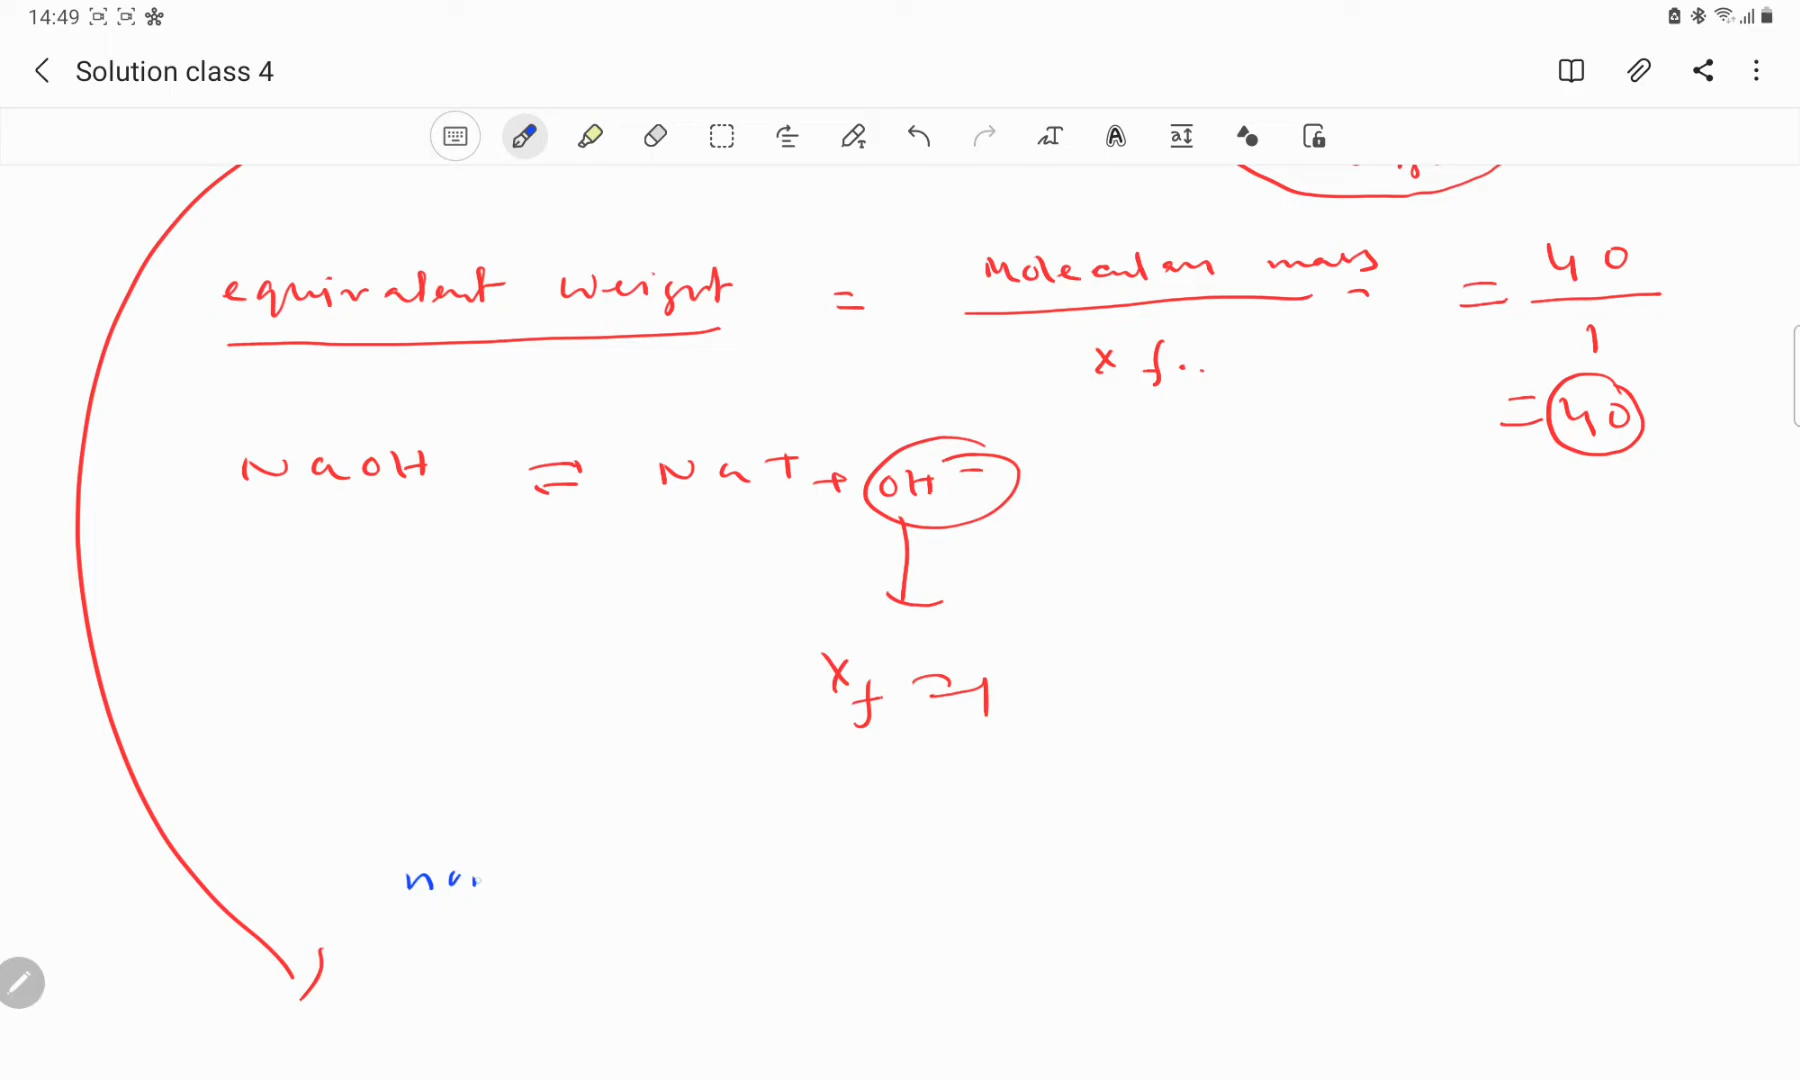 14:49
Solution class 4
equivalent weight = Molecular mass / x f.. = 40 / 1
= 40
NaOH ⇌ Na+ + OH−
xf = 1